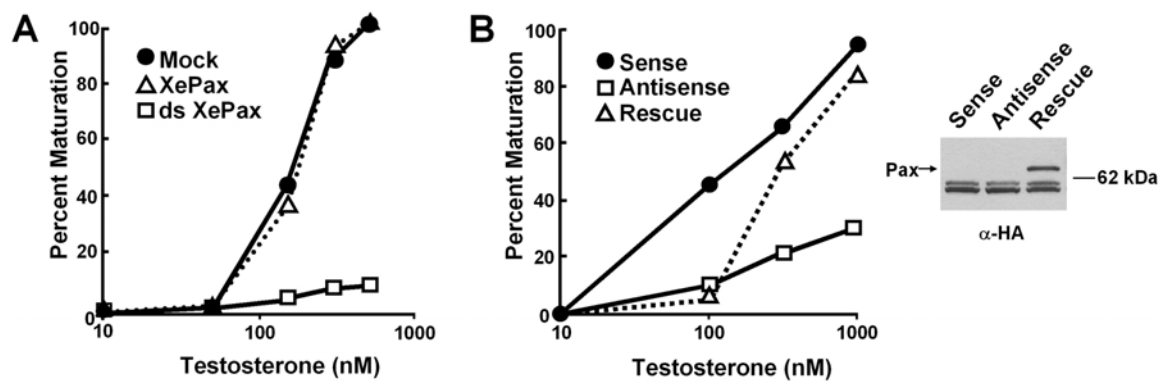 A
Percent Maturation
100
80
60
40
20
0
10
100
1000
Testosterone (nM)
Mock
XePax
ds XePax
B
Percent Maturation
100
80
60
40
20
0
10
100
1000
Testosterone (nM)
Sense
Antisense
Rescue
Sense
Antisense
Rescue
Pax
62 kDa
α-HA